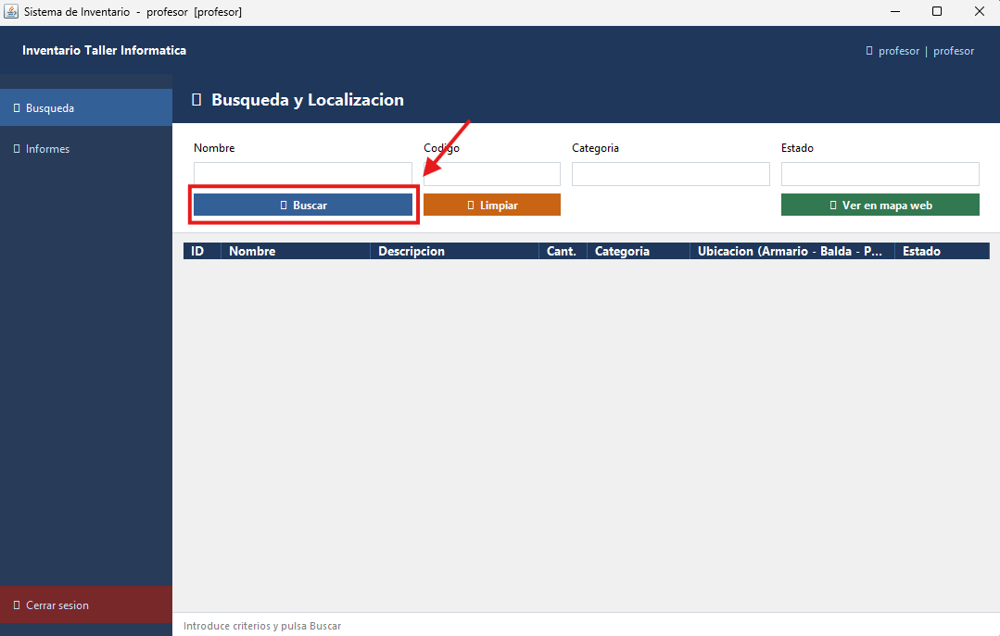 Sistema de Inventario - profesor [profesor]
Inventario Taller Informatica
profesor | profesor
Busqueda
Informes
Busqueda y Localizacion
Nombre Codigo Categoria Estado
Buscar Limpiar Ver en mapa web
ID Nombre Descripcion Cant. Categoria Ubicacion (Armario - Balda - P... Estado
Cerrar sesion
Introduce criterios y pulsa Buscar